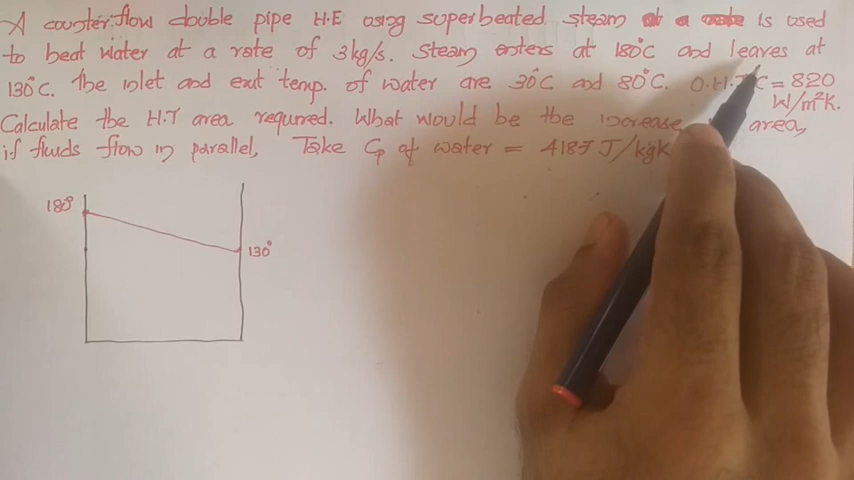 A counterflow double pipe H.E using superheated steam is used
to heat water at a rate of 3 kg/s. Steam enters at 180°C and leaves at
130°C. The inlet and exit temp. of water are 30°C and 80°C. = 820
W/m²K.
Calculate the H.T area required. What would be the increase area,
if fluids flow in parallel, Take Cp of water = 4187 J/kgK
180°
130°